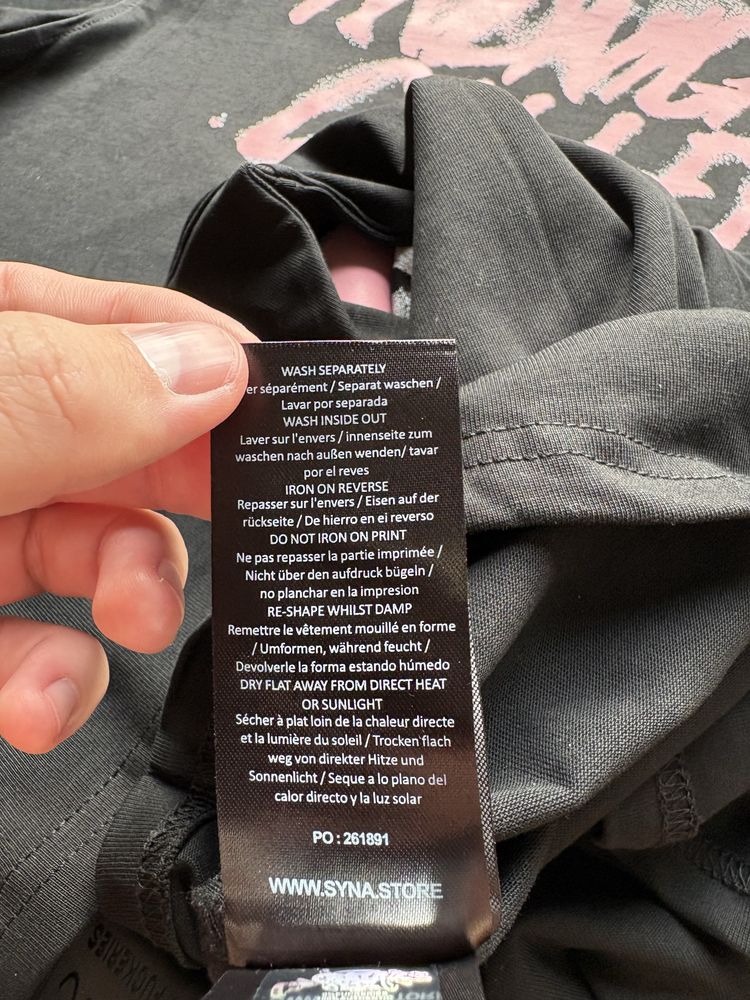 WASH SEPARATELY
er séparément / Separat waschen /
Lavar por separada
WASH INSIDE OUT
Laver sur l'envers / innenseite zum
waschen nach außen wenden/ tavar
por el reves
IRON ON REVERSE
Repasser sur l'envers / Eisen auf der
rückseite / De hierro en ei reverso
DO NOT IRON ON PRINT
Ne pas repasser la partie imprimée /
Nicht über den aufdruck bügeln /
no planchar en la impresion
RE-SHAPE WHILST DAMP
Remettre le vêtement mouillé en forme
/ Umformen, während feucht /
Devolverle la forma estando húmedo
DRY FLAT AWAY FROM DIRECT HEAT
OR SUNLIGHT
Sécher à plat loin de la chaleur directe
et la lumière du soleil / Trocken flach
weg von direkter Hitze und
Sonnenlicht / Seque a lo plano del
calor directo y la luz solar
PO : 261891
WWW.SYNA.STORE